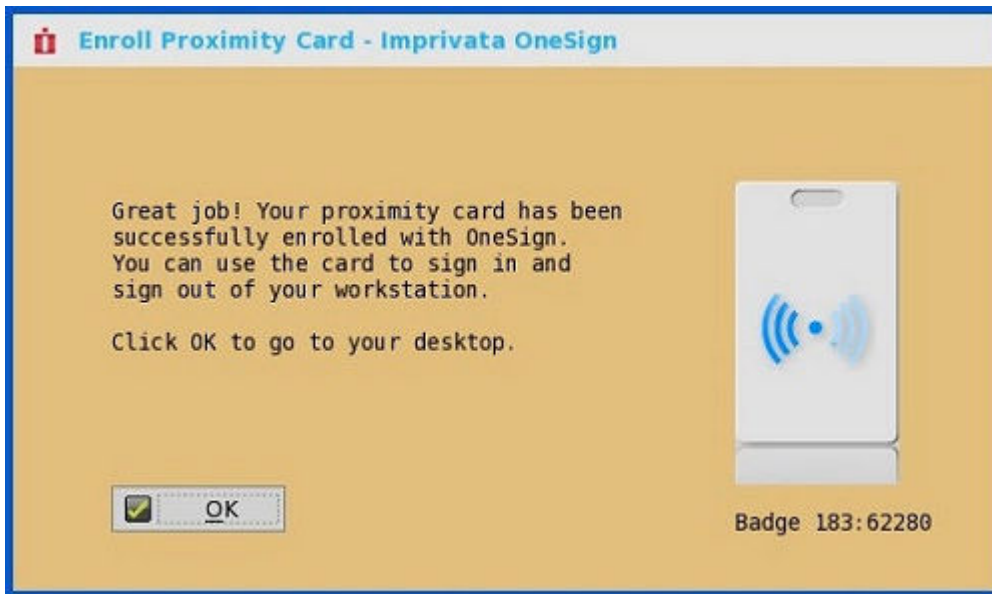 Enroll Proximity Card - Imprivata OneSign
Great job! Your proximity card has been
successfully enrolled with OneSign.
You can use the card to sign in and
sign out of your workstation.
Click OK to go to your desktop.
OK
Badge 183:62280